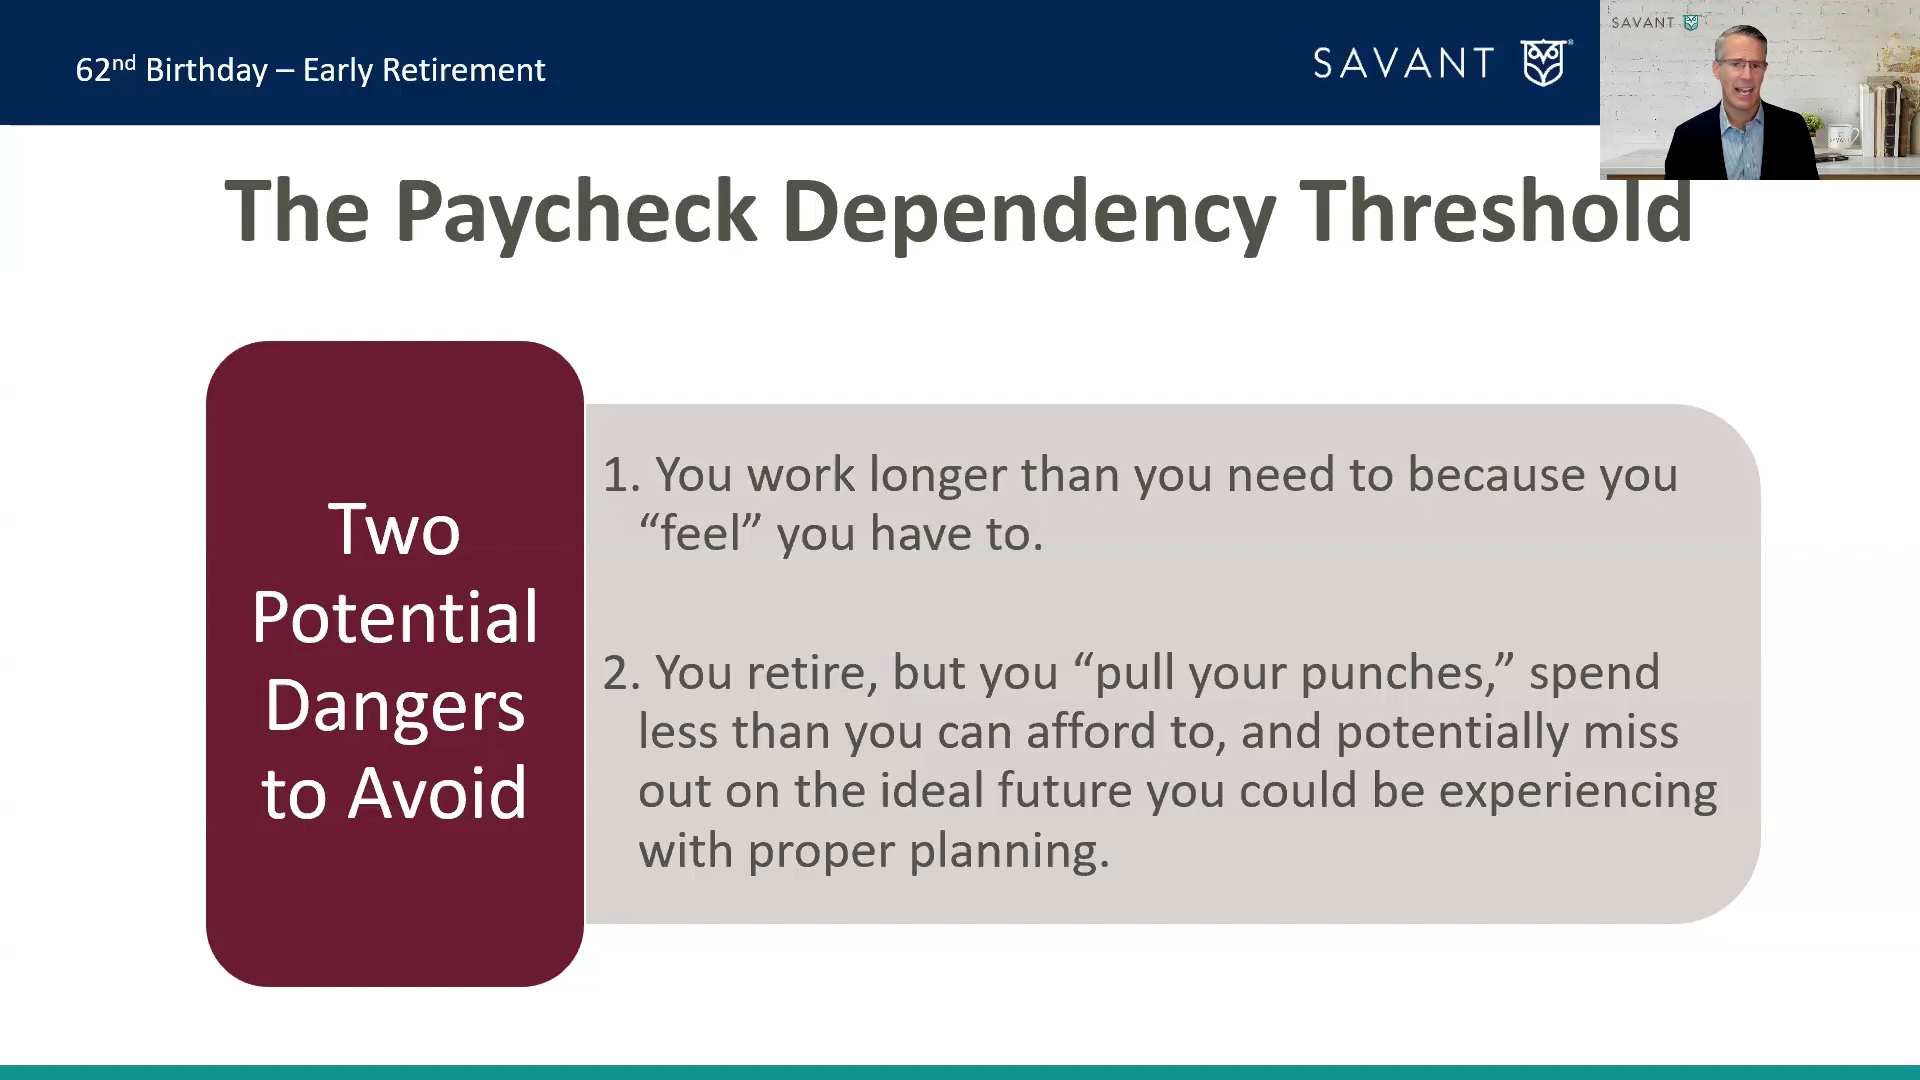 62nd Birthday – Early Retirement
SAVANT
SAVANT
The Paycheck Dependency Threshold
Two
Potential
Dangers
to Avoid
1. You work longer than you need to because you
“feel” you have to.
2. You retire, but you “pull your punches,” spend
less than you can afford to, and potentially miss
out on the ideal future you could be experiencing
with proper planning.